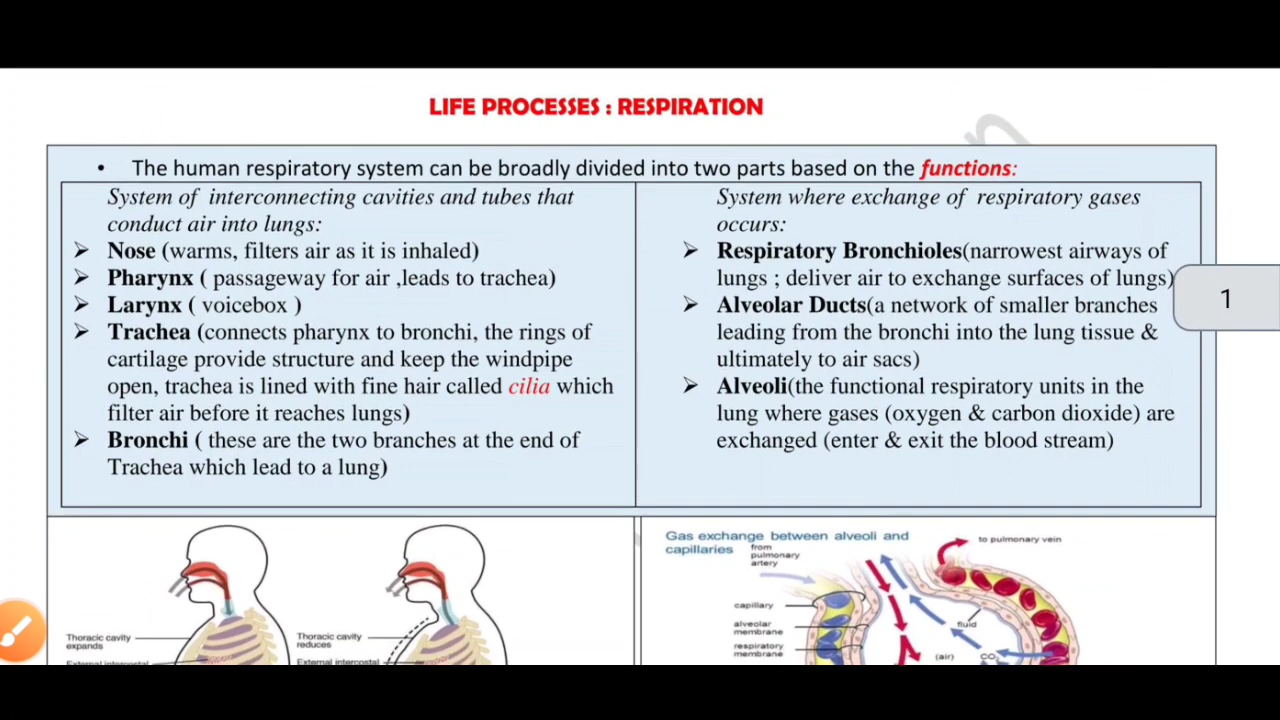 LIFE PROCESSES : RESPIRATION
• The human respiratory system can be broadly divided into two parts based on the functions:
System of interconnecting cavities and tubes that
conduct air into lungs:
➢ Nose (warms, filters air as it is inhaled)
➢ Pharynx ( passageway for air ,leads to trachea)
➢ Larynx ( voicebox )
➢ Trachea (connects pharynx to bronchi, the rings of
cartilage provide structure and keep the windpipe
open, trachea is lined with fine hair called cilia which
filter air before it reaches lungs)
➢ Bronchi ( these are the two branches at the end of
Trachea which lead to a lung)
System where exchange of respiratory gases
occurs:
➢ Respiratory Bronchioles(narrowest airways of
lungs ; deliver air to exchange surfaces of lungs)
➢ Alveolar Ducts(a network of smaller branches
leading from the bronchi into the lung tissue &
ultimately to air sacs)
➢ Alveoli(the functional respiratory units in the
lung where gases (oxygen & carbon dioxide) are
exchanged (enter & exit the blood stream)
1
Thoracic cavity
expands
External intercostal
Thoracic cavity
reduces
External intercostal
Gas exchange between alveoli and
capillaries
from
pulmonary
artery
to pulmonary vein
capillary
alveolar
membrane
respiratory
membrane
fluid
(air)